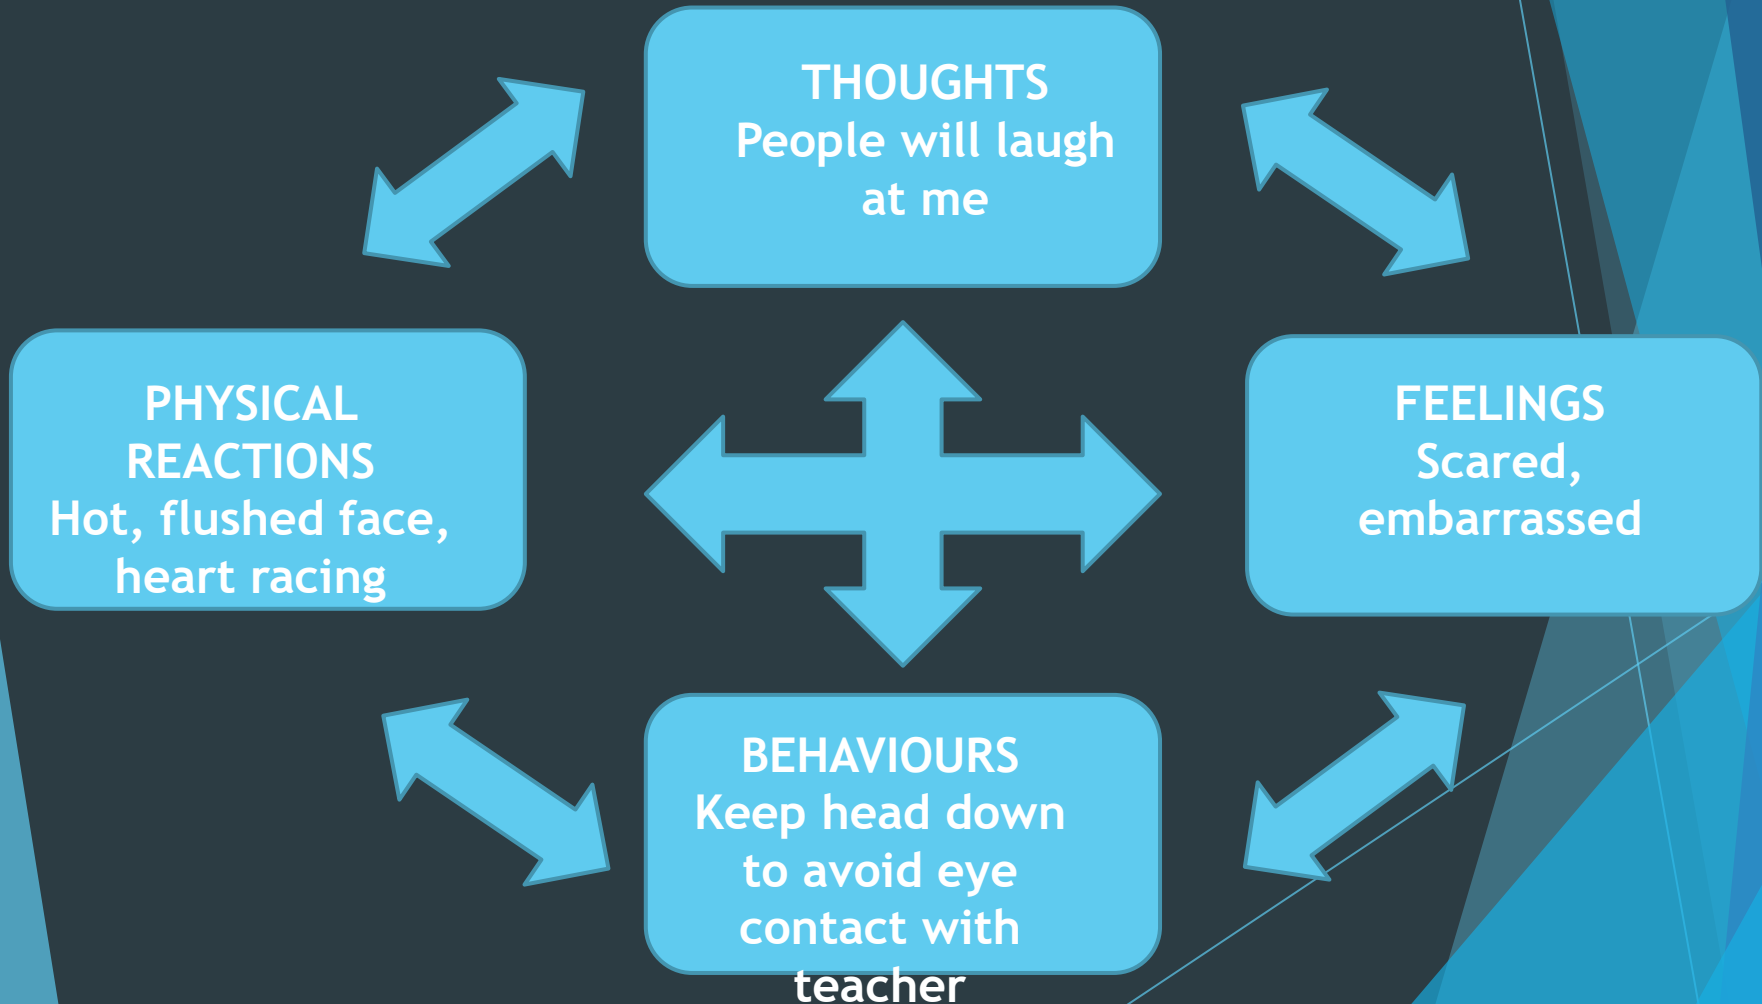 THOUGHTS
People will laugh
at me
PHYSICAL
REACTIONS
Hot, flushed face,
heart racing
FEELINGS
Scared,
embarrassed
BEHAVIOURS
Keep head down
to avoid eye
contact with
teacher